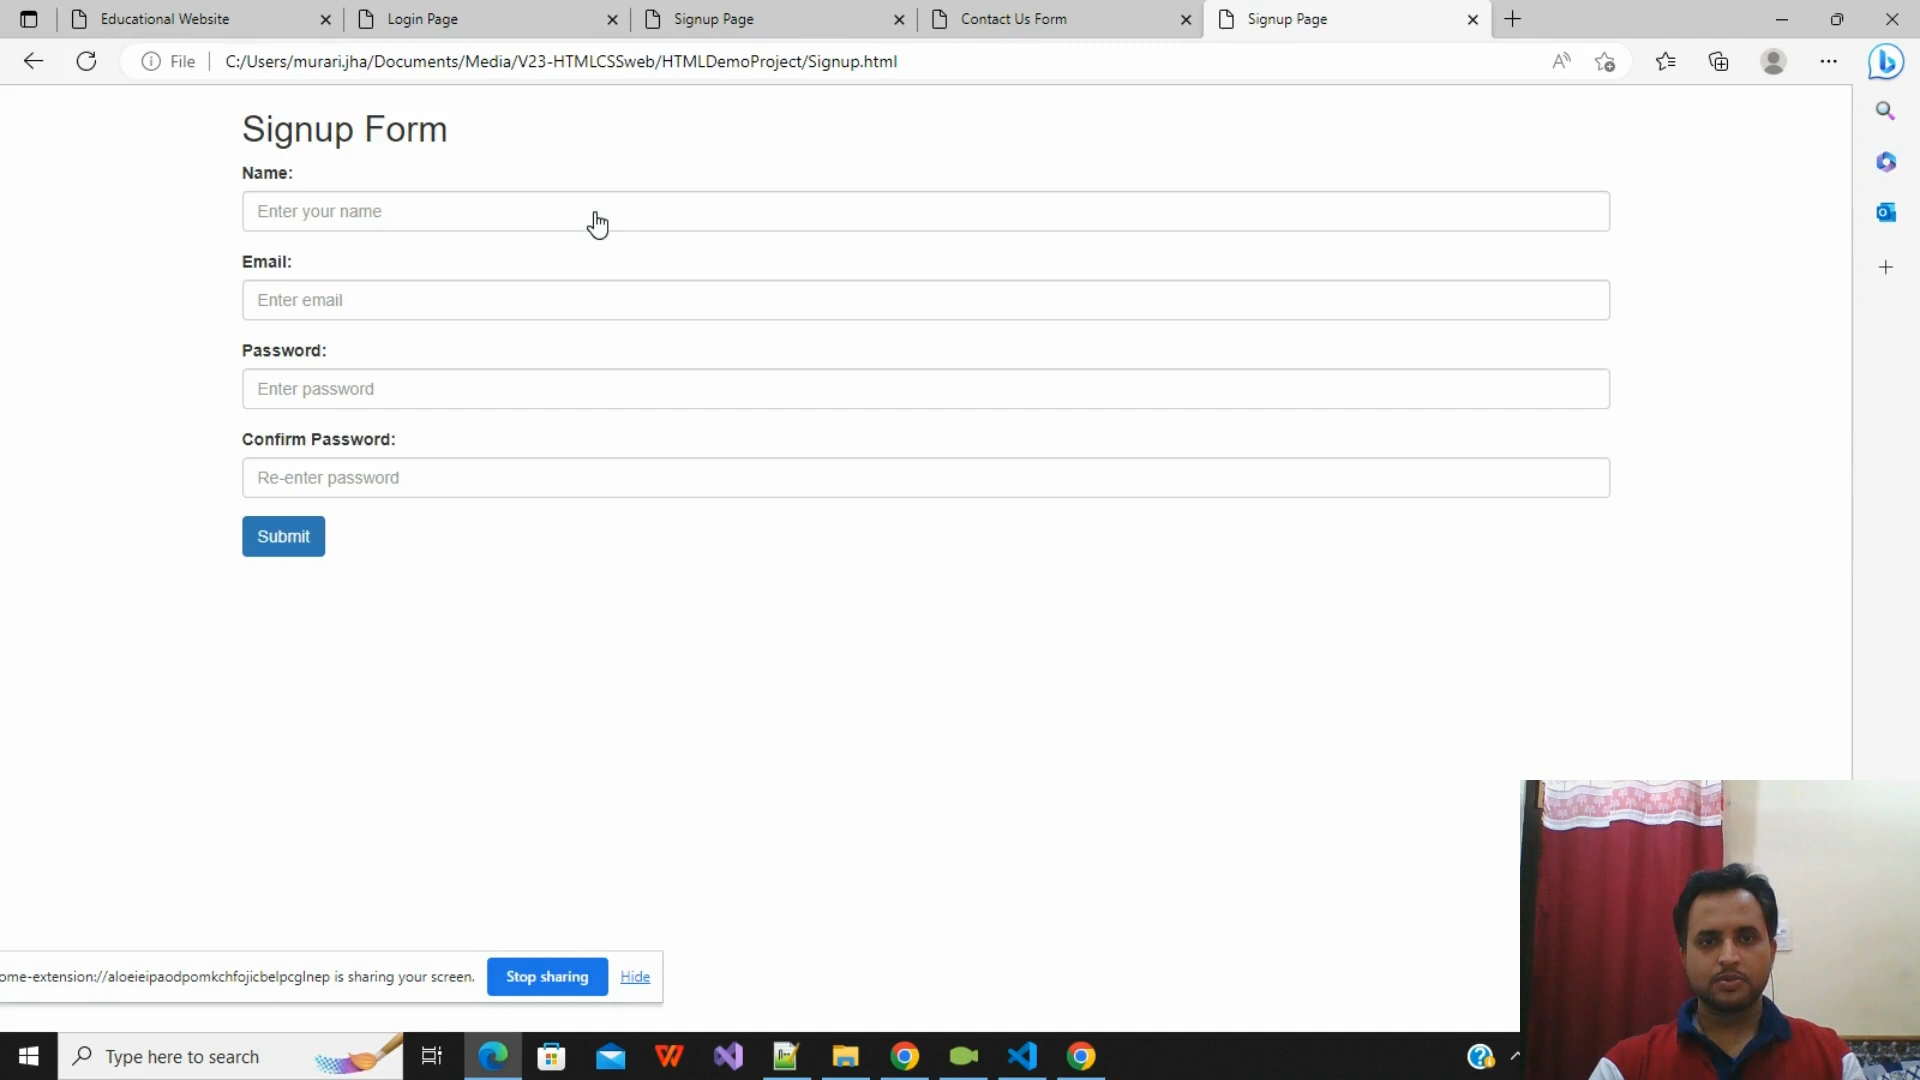 Educational Website
Login Page
Signup Page
Contact Us Form
Signup Page
File
C:/Users/murari.jha/Documents/Media/V23-HTMLCSSweb/HTMLDemoProject/Signup.html
Signup Form
Name:
Enter your name
Email:
Enter email
Password:
Enter password
Confirm Password:
Re-enter password
Submit
ome-extension://aloeieipaodpomkchfojicbelpcglnep is sharing your screen.
Stop sharing
Hide
Type here to search